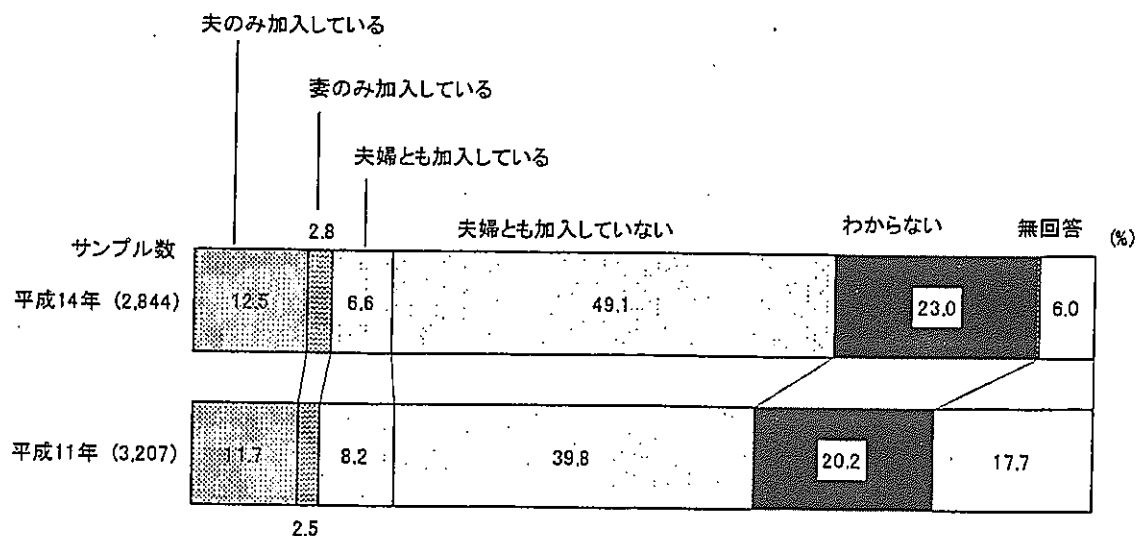 夫のみ加入している
妻のみ加入している
夫婦とも加入している
サンプル数 2.8 夫婦とも加入していない わからない 無回答 (%)
平成14年 (2,844) 12.5 6.6 49.1 23.0 6.0
平成11年 (3,207) 11.7 8.2 39.8 20.2 17.7
2.5